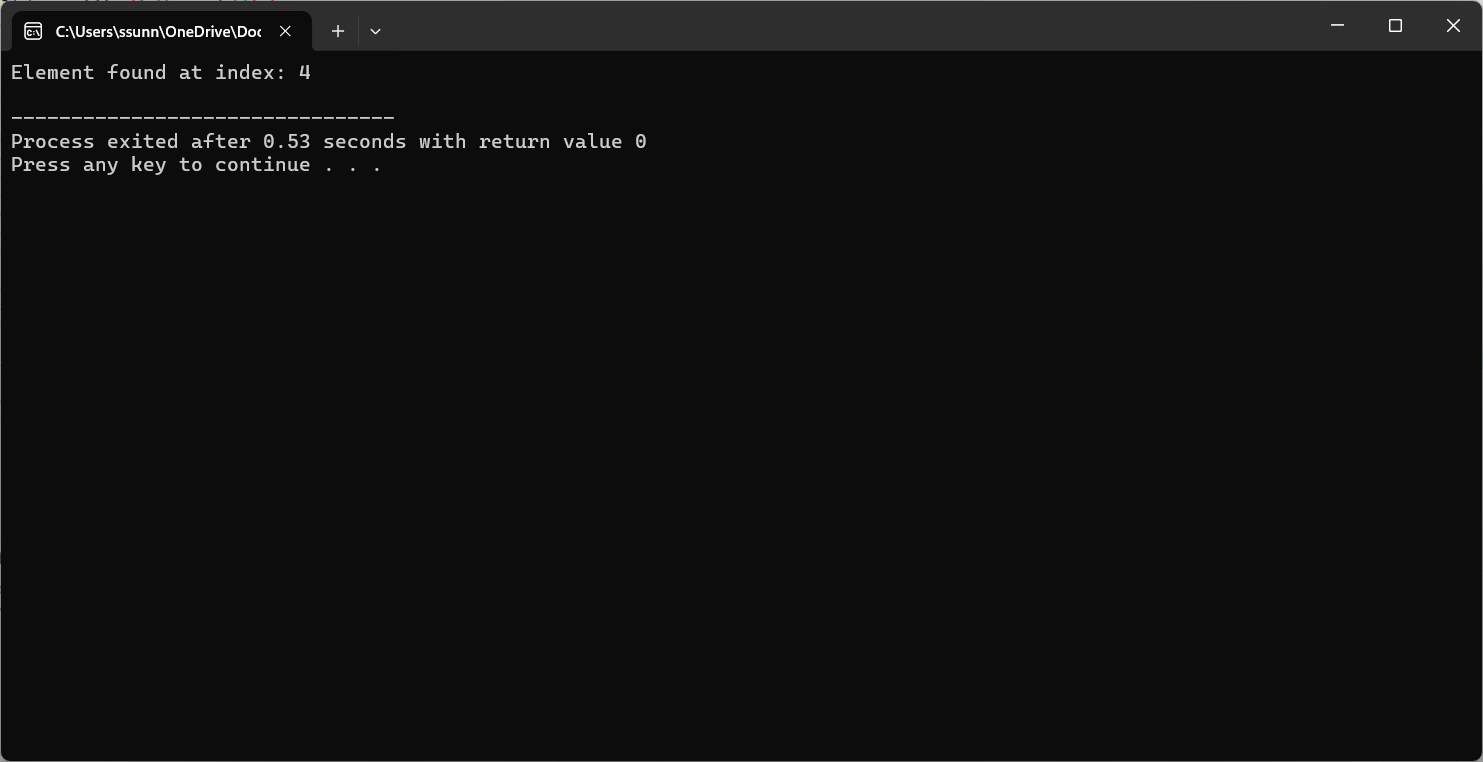 C:\Users\ssunn\OneDrive\Doc
Element found at index: 4
--------------------------------
Process exited after 0.53 seconds with return value 0
Press any key to continue . . .